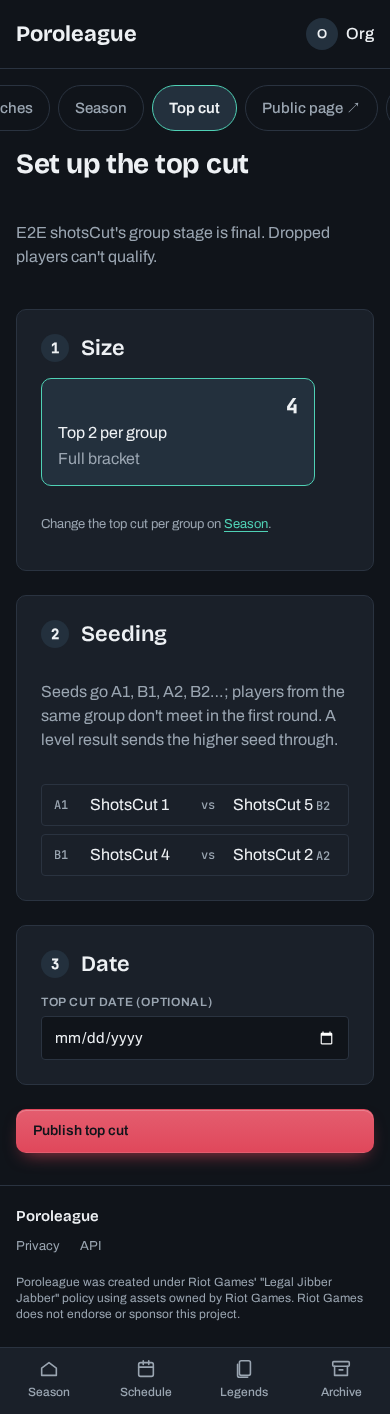 Poroleague
O Org
ches Season Top cut Public page ↗
Set up the top cut
E2E shotsCut's group stage is final. Dropped
players can't qualify.
1 Size
4
Top 2 per group
Full bracket
Change the top cut per group on Season.
2 Seeding
Seeds go A1, B1, A2, B2…; players from the
same group don't meet in the first round. A
level result sends the higher seed through.
A1 ShotsCut 1 vs ShotsCut 5 B2
B1 ShotsCut 4 vs ShotsCut 2 A2
3 Date
TOP CUT DATE (OPTIONAL)
mm/dd/yyyy
Publish top cut
Poroleague
Privacy API
Poroleague was created under Riot Games' "Legal Jibber
Jabber" policy using assets owned by Riot Games. Riot Games
does not endorse or sponsor this project.
Season Schedule Legends Archive